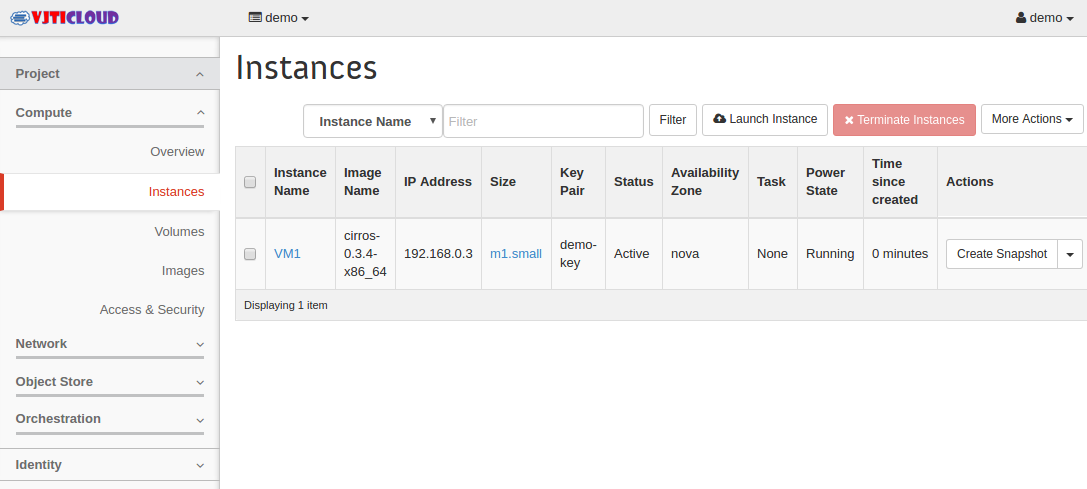 VJTICLOUD
demo
demo
Project
Compute
Overview
Instances
Volumes
Images
Access & Security
Network
Object Store
Orchestration
Identity
Instances
Instance Name
Filter
Filter
Launch Instance
Terminate Instances
More Actions
Instance
Name
Image
Name
IP Address
Size
Key
Pair
Status
Availability
Zone
Task
Power
State
Time
since
created
Actions
VM1
cirros-
0.3.4-
x86_64
192.168.0.3
m1.small
demo-
key
Active
nova
None
Running
0 minutes
Create Snapshot
Displaying 1 item